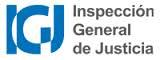 IGJ
Inspección
General
de Justicia